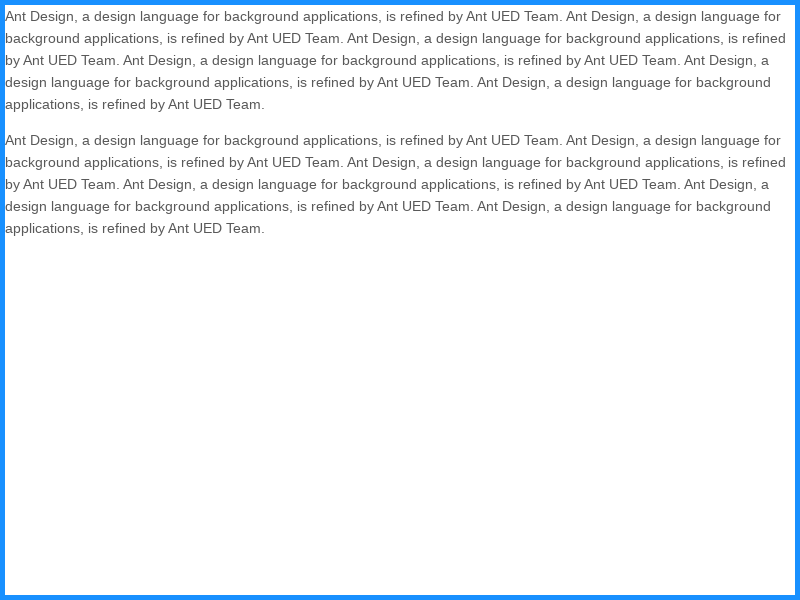 Ant Design, a design language for background applications, is refined by Ant UED Team. Ant Design, a design language for
background applications, is refined by Ant UED Team. Ant Design, a design language for background applications, is refined
by Ant UED Team. Ant Design, a design language for background applications, is refined by Ant UED Team. Ant Design, a
design language for background applications, is refined by Ant UED Team. Ant Design, a design language for background
applications, is refined by Ant UED Team.
Ant Design, a design language for background applications, is refined by Ant UED Team. Ant Design, a design language for
background applications, is refined by Ant UED Team. Ant Design, a design language for background applications, is refined
by Ant UED Team. Ant Design, a design language for background applications, is refined by Ant UED Team. Ant Design, a
design language for background applications, is refined by Ant UED Team. Ant Design, a design language for background
applications, is refined by Ant UED Team.